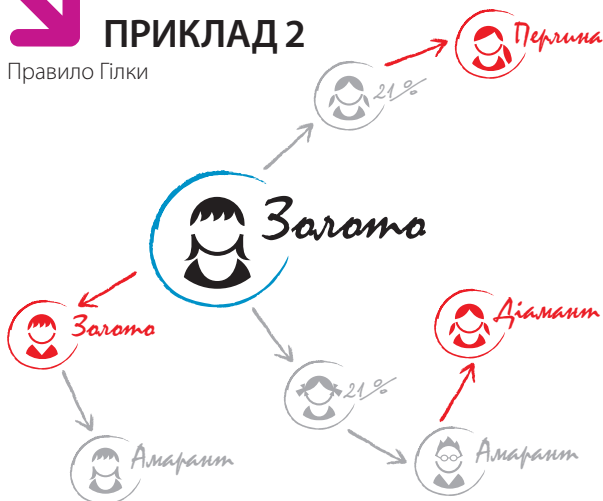 ПРИКЛАД 2
Правило Гілки
Перлина
21%
Золото
Золото
Діамант
21%
Амарант
Амарант